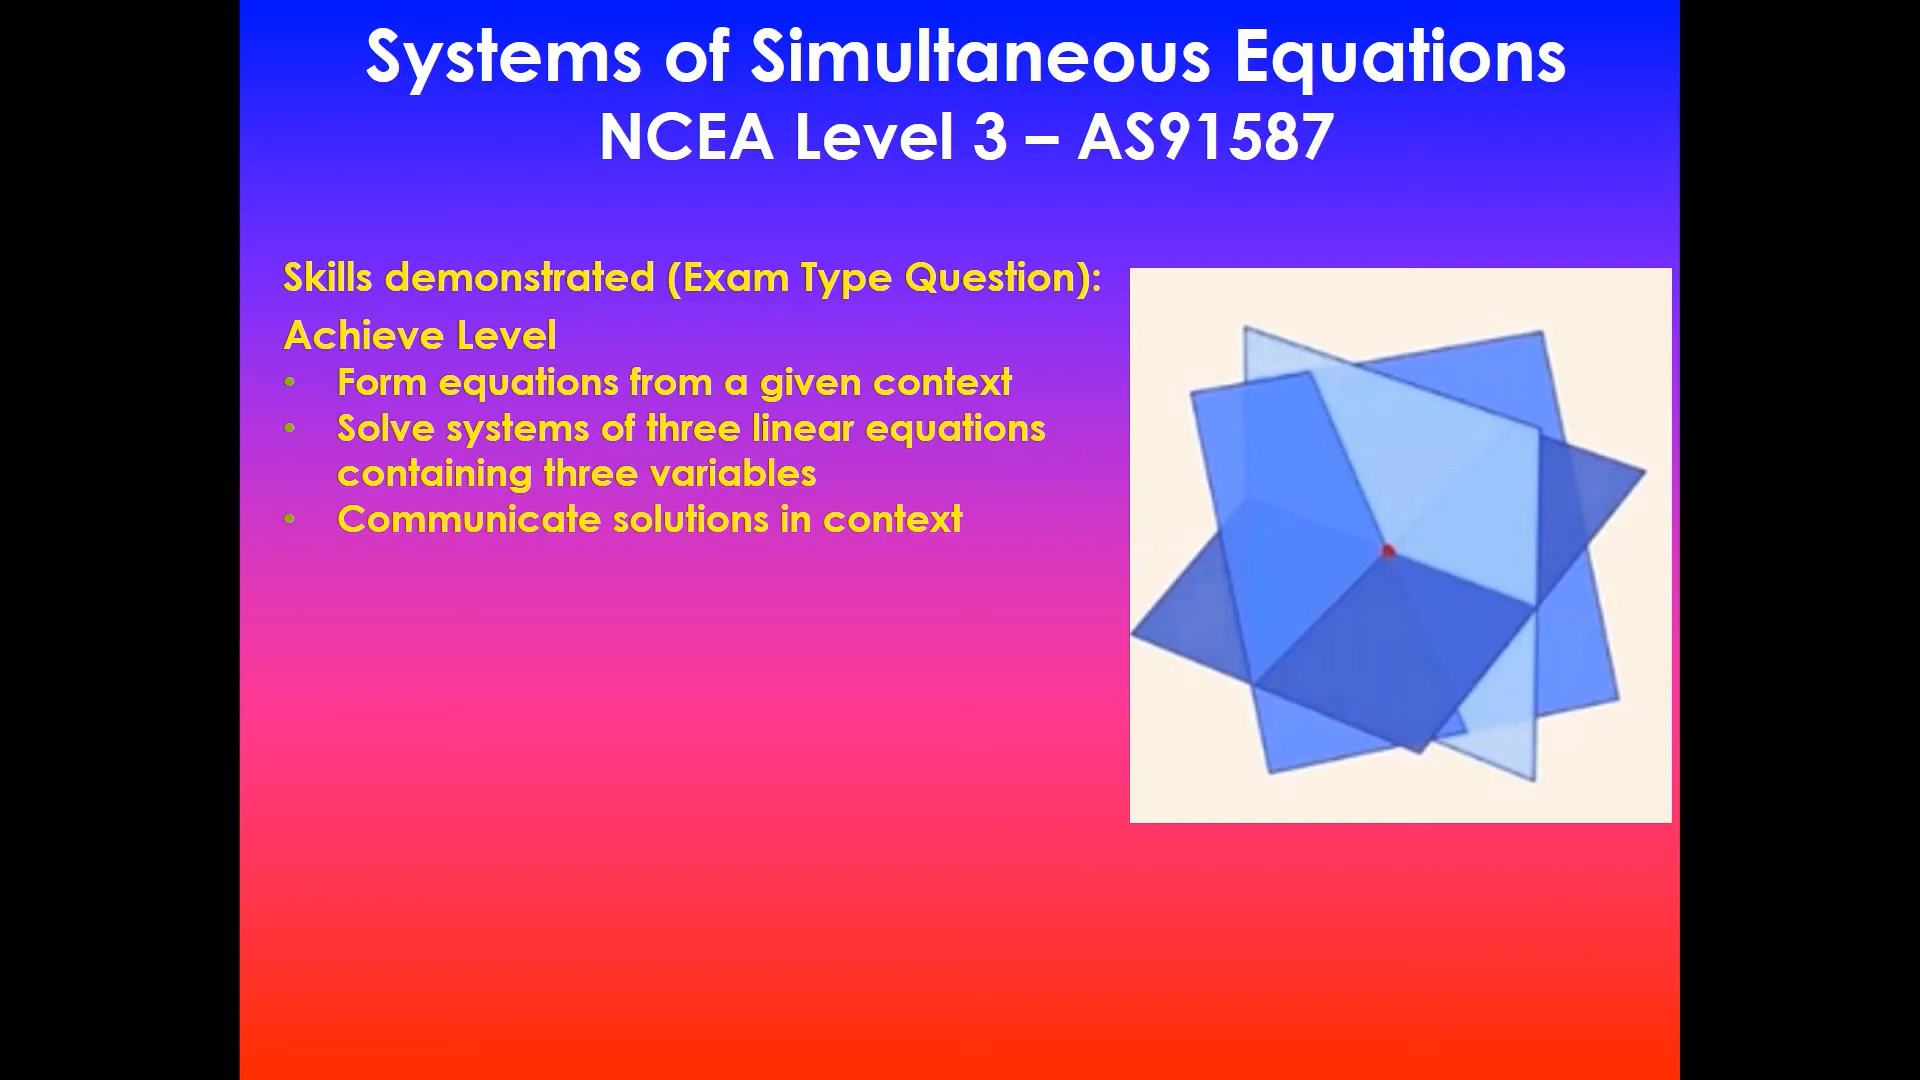 Systems of Simultaneous Equations
NCEA Level 3 – AS91587
Skills demonstrated (Exam Type Question):
Achieve Level
• Form equations from a given context
• Solve systems of three linear equations
containing three variables
• Communicate solutions in context